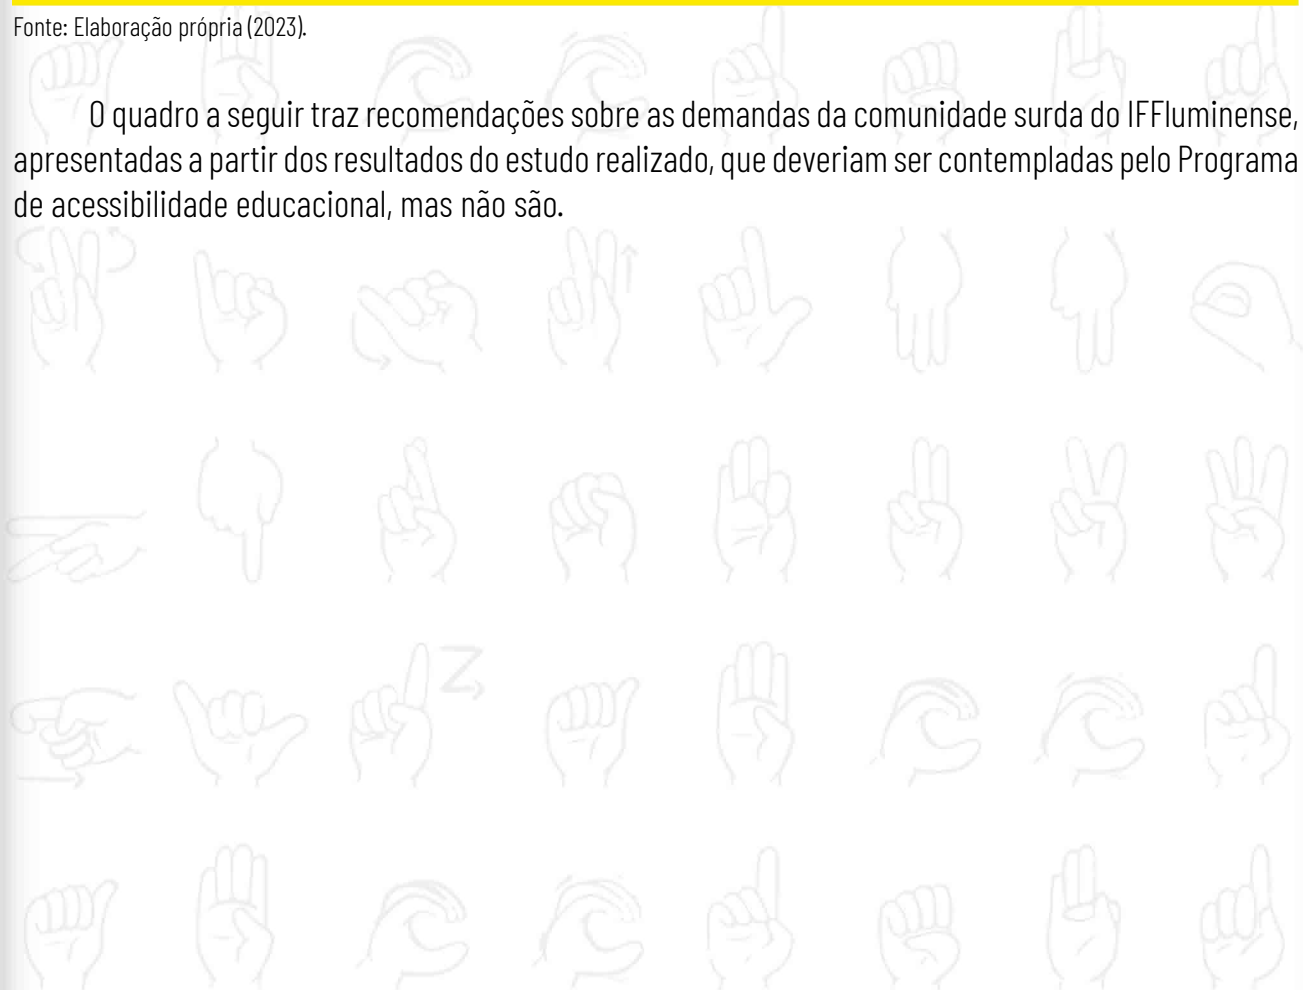 Fonte: Elaboração própria (2023).
O quadro a seguir traz recomendações sobre as demandas da comunidade surda do IFFluminense,
apresentadas a partir dos resultados do estudo realizado, que deveriam ser contempladas pelo Programa
de acessibilidade educacional, mas não são.
Z